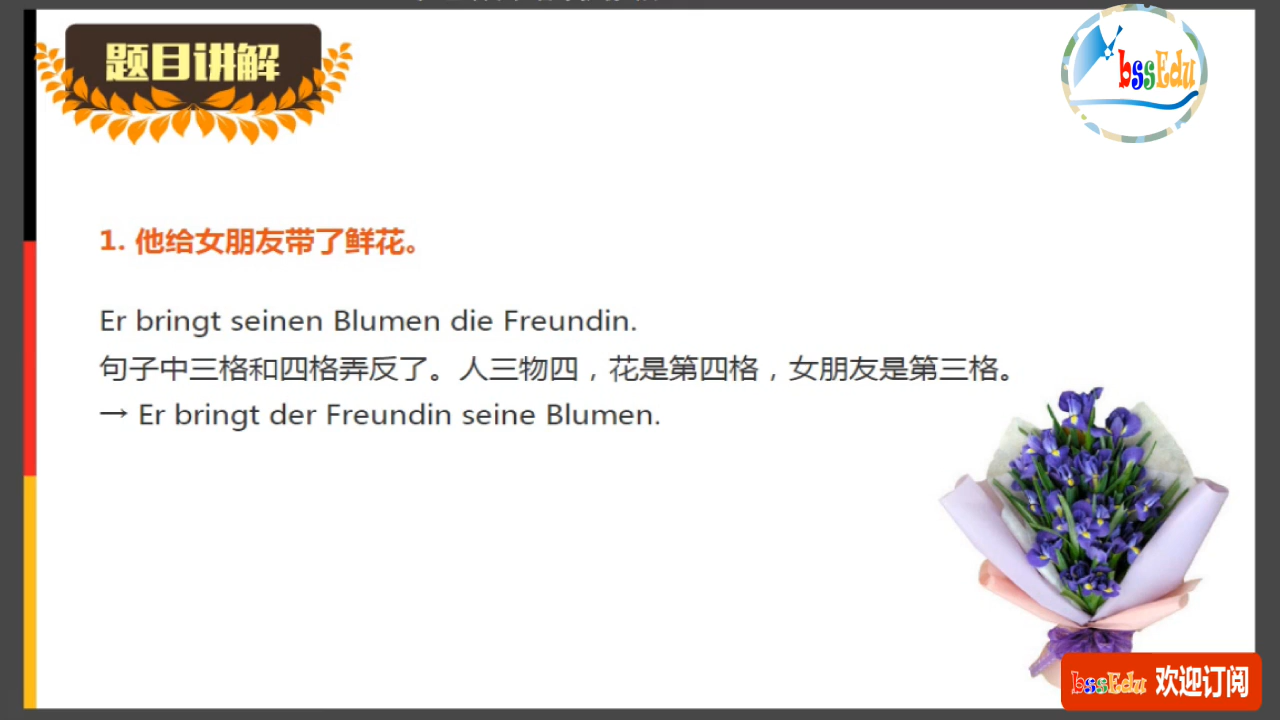 题目讲解
bssEdu
1. 他给女朋友带了鲜花。
Er bringt seinen Blumen die Freundin.
句子中三格和四格弄反了。人三物四，花是第四格，女朋友是第三格。
→ Er bringt der Freundin seine Blumen.
bssEdu 欢迎订阅